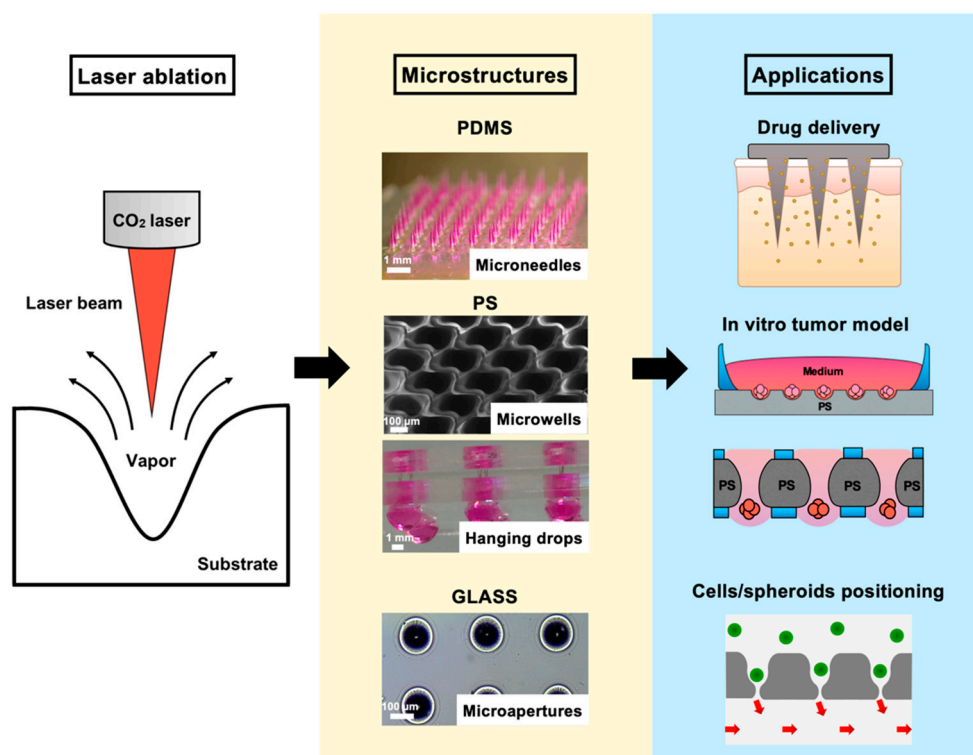 Laser ablation
CO₂ laser
Laser beam
Vapor
Substrate
Microstructures
PDMS
1 mm
Microneedles
PS
100 µm
Microwells
1 mm
Hanging drops
GLASS
100 µm
Microapertures
Applications
Drug delivery
In vitro tumor model
Medium
PS
PS PS PS PS
Cells/spheroids positioning